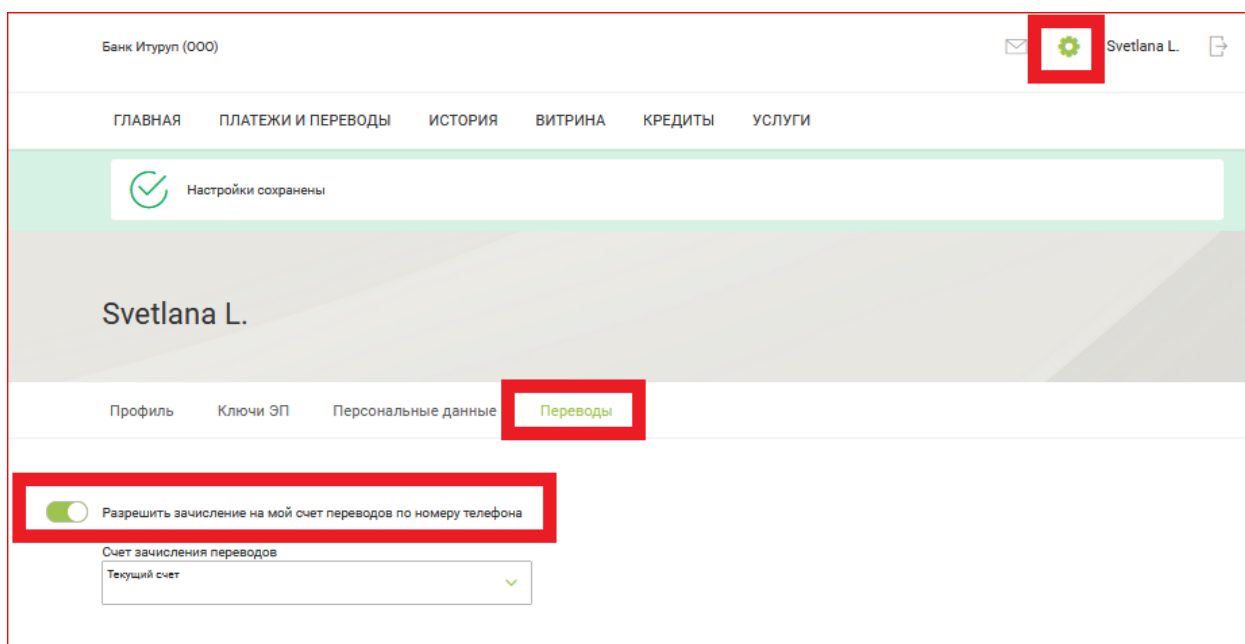 Банк Итуруп (ООО)
Svetlana L.
ГЛАВНАЯ ПЛАТЕЖИ И ПЕРЕВОДЫ ИСТОРИЯ ВИТРИНА КРЕДИТЫ УСЛУГИ
Настройки сохранены
Svetlana L.
Профиль Ключи ЭП Персональные данные Переводы
Разрешить зачисление на мой счет переводов по номеру телефона
Счет зачисления переводов
Текущий счет